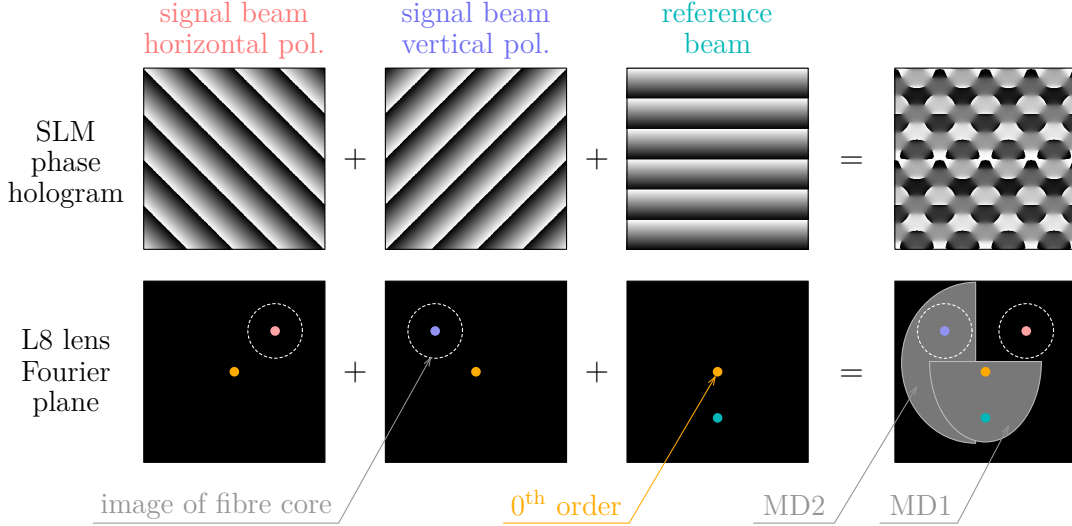 signal beam
horizontal pol.
signal beam
vertical pol.
reference
beam
SLM
phase
hologram
+
+
=
L8 lens
Fourier
plane
+
+
=
image of fibre core
0th order
MD2
MD1